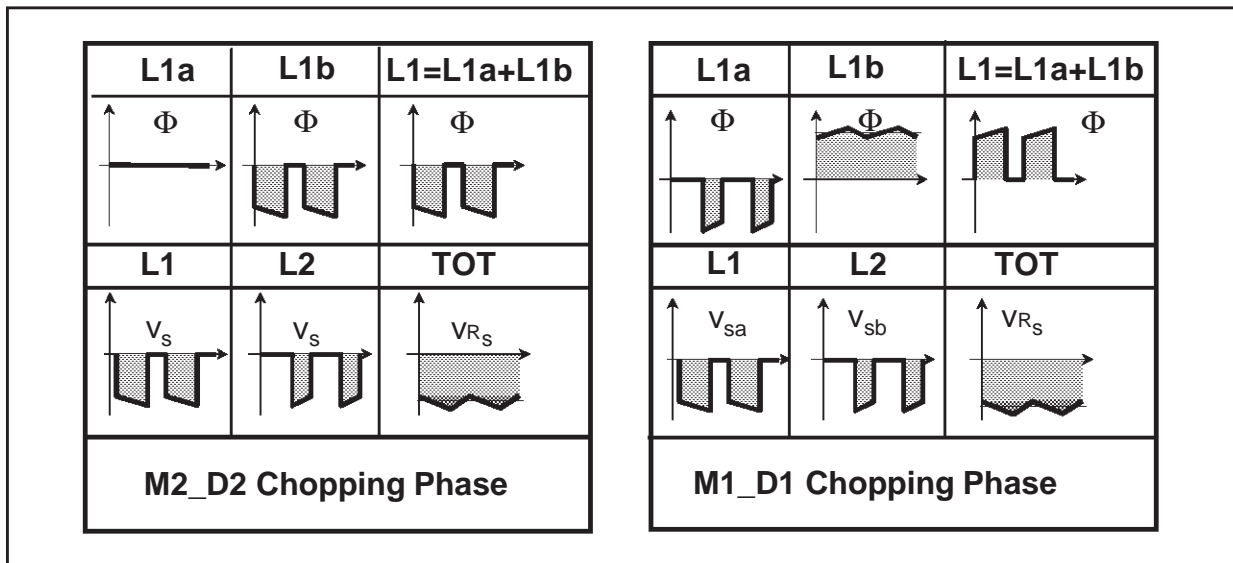 L1a L1b L1=L1a+L1b
Φ Φ Φ
L1 L2 TOT
Vs Vs VRs
M2_D2 Chopping Phase
L1a L1b L1=L1a+L1b
Φ Φ Φ
L1 L2 TOT
Vsa Vsb VRs
M1_D1 Chopping Phase